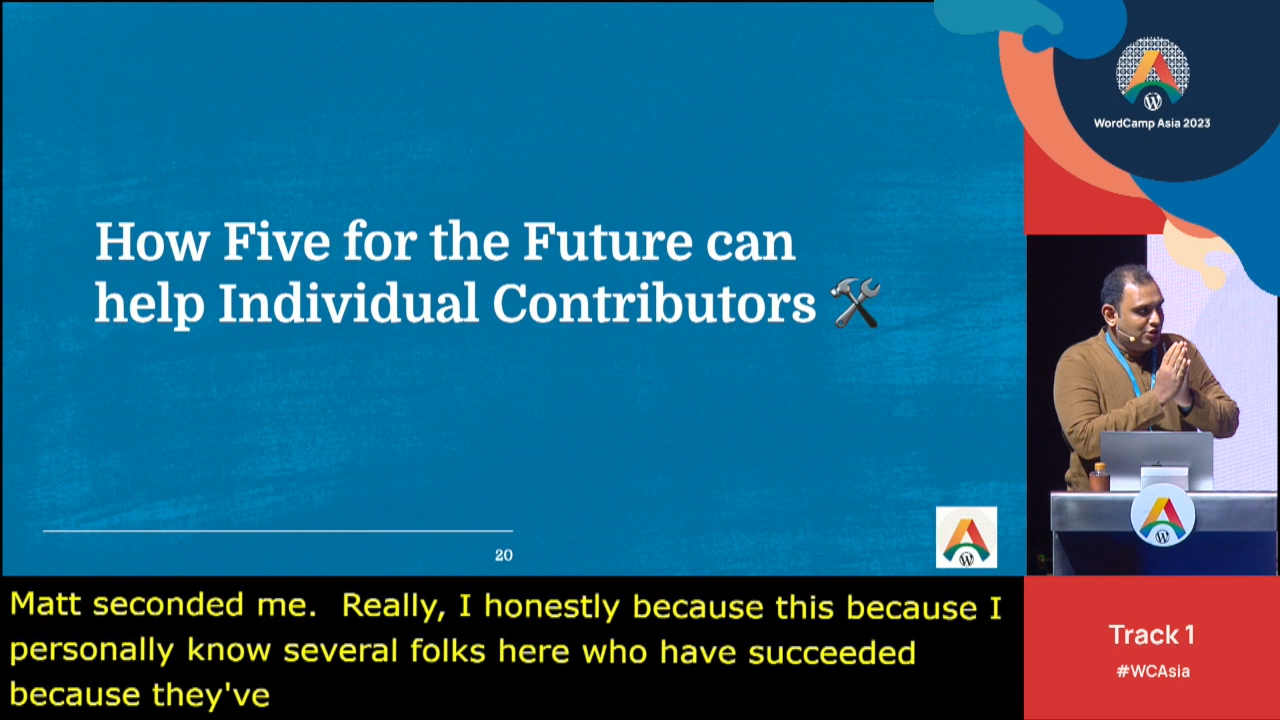 How Five for the Future can
help Individual Contributors
20
WordCamp Asia 2023
Matt seconded me.  Really, I honestly because this because I
personally know several folks here who have succeeded
because they've
Track 1
#WCAsia